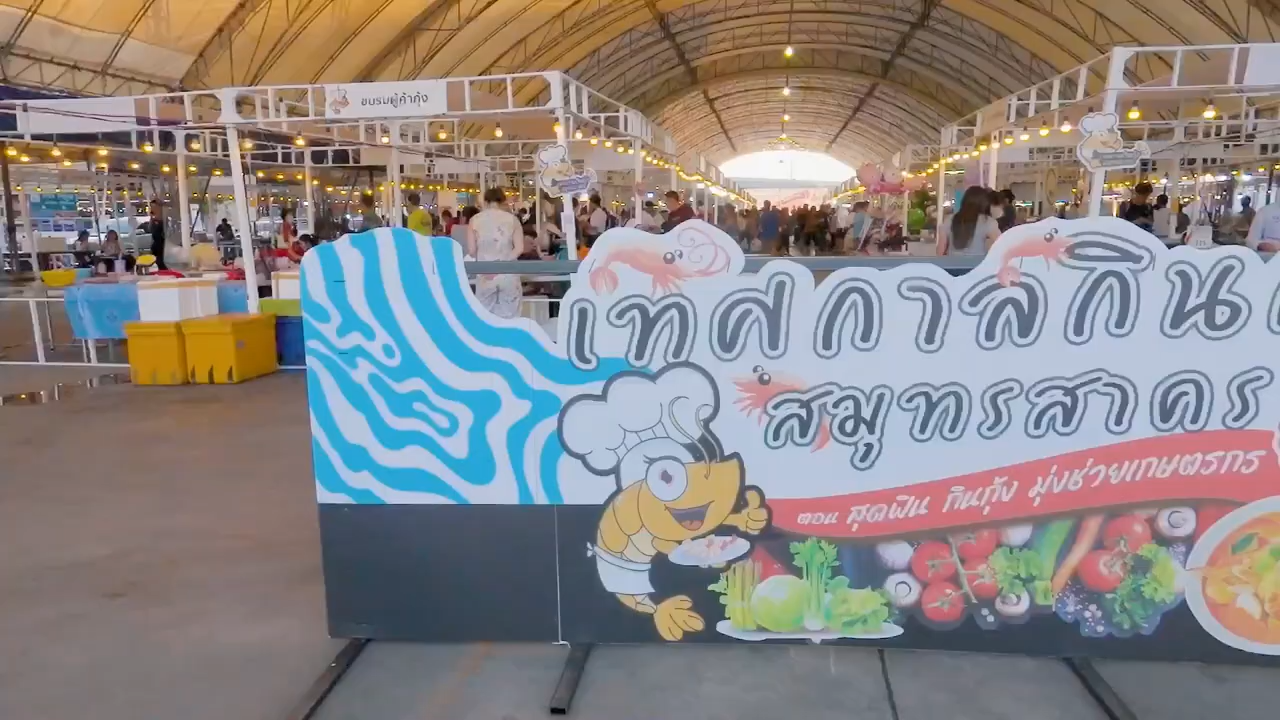 ชมรมผู้ค้ากุ้ง
เทศกาลกิน
สมุทรสาคร
ตอน สุดฟิน กินกุ้ง มุ่งช่วยเกษตรกร